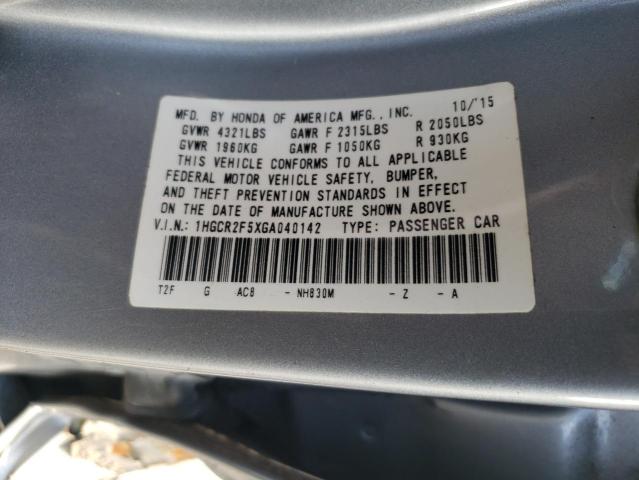 MFD. BY HONDA OF AMERICA MFG., INC. 10/'15
GVWR 4321LBS GAWR F 2315LBS R 2050LBS
GVWR 1960KG GAWR F 1050KG R 930KG
THIS VEHICLE CONFORMS TO ALL APPLICABLE
FEDERAL MOTOR VEHICLE SAFETY, BUMPER,
AND THEFT PREVENTION STANDARDS IN EFFECT
ON THE DATE OF MANUFACTURE SHOWN ABOVE.
V.I.N.: 1HGCR2F5XGA040142 TYPE: PASSENGER CAR
T2F G AC8 - NH830M - Z - A